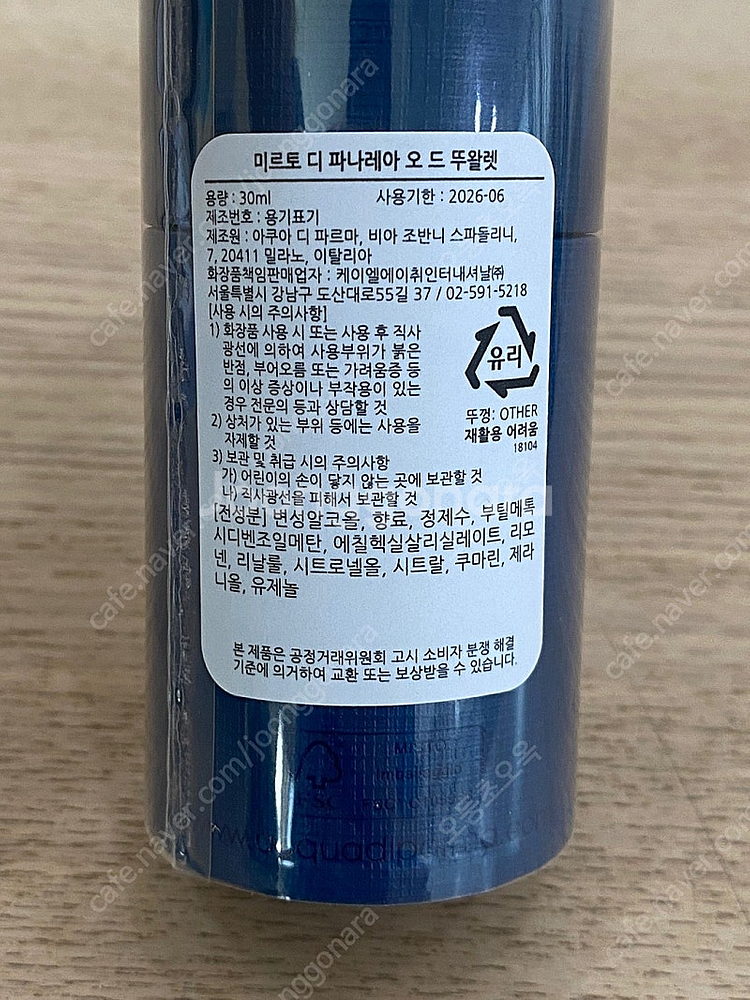 미르토 디 파나레아 오 드 뚜왈렛
용량 : 30ml 사용기한 : 2026-06
제조번호 : 용기표기
제조원 : 아쿠아 디 파르마, 비아 조반니 스파돌리니,
7, 20411 밀라노, 이탈리아
화장품책임판매업자 : 케이엘에이취인터내셔날㈜
서울특별시 강남구 도산대로55길 37 / 02-591-5218
[사용 시의 주의사항]
1) 화장품 사용 시 또는 사용 후 직사
광선에 의하여 사용부위가 붉은
반점, 부어오름 또는 가려움증 등
의 이상 증상이나 부작용이 있는
경우 전문의 등과 상담할 것
2) 상처가 있는 부위 등에는 사용을
자제할 것
3) 보관 및 취급 시의 주의사항
가) 어린이의 손이 닿지 않는 곳에 보관할 것
나) 직사광선을 피해서 보관할 것
유리
뚜껑: OTHER
재활용 어려움
18104
[전성분] 변성알코올, 향료, 정제수, 부틸메톡
시디벤조일메탄, 에칠헥실살리실레이트, 리모
넨, 리날룰, 시트로넬올, 시트랄, 쿠마린, 제라
니올, 유제놀
본 제품은 공정거래위원회 고시 소비자 분쟁 해결
기준에 의거하여 교환 또는 보상받을 수 있습니다.
FSC
joonggonara
cafe.naver.com/joonggonara
오등초오옥